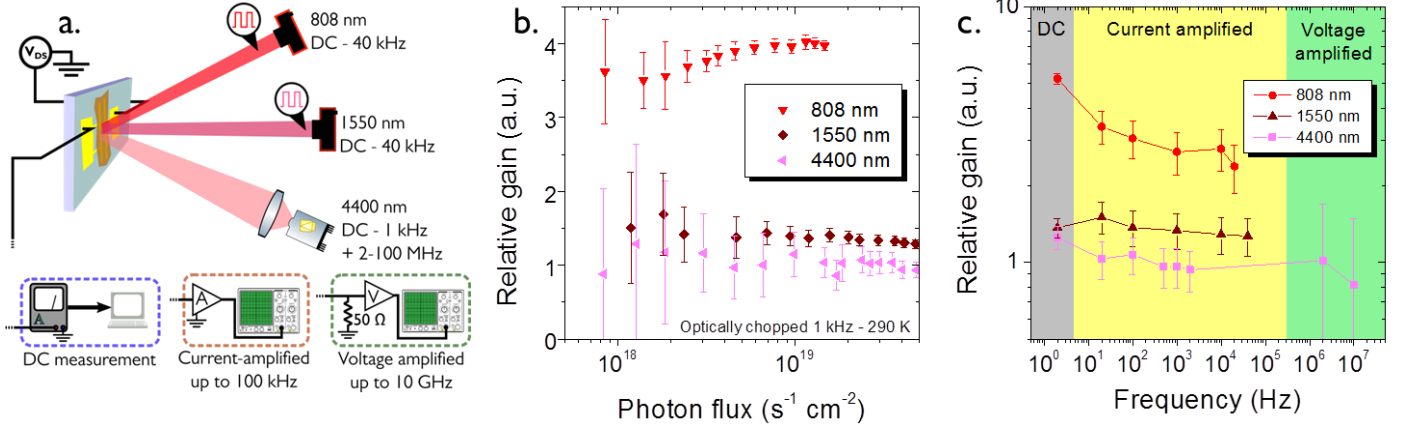 a.
V_DS
808 nm
DC - 40 kHz
1550 nm
DC - 40 kHz
4400 nm
DC - 1 kHz
+ 2-100 MHz
A
DC measurement
A
Current-amplified
up to 100 kHz
V
50 Ω
Voltage amplified
up to 10 GHz
b.
Relative gain (a.u.)
4
3
2
1
0
808 nm
1550 nm
4400 nm
Optically chopped 1 kHz - 290 K
10^18
10^19
Photon flux (s^-1 cm^-2)
c.
Relative gain (a.u.)
10
1
DC
Current amplified
Voltage
amplified
808 nm
1550 nm
4400 nm
10^0 10^1 10^2 10^3 10^4 10^5 10^6 10^7
Frequency (Hz)